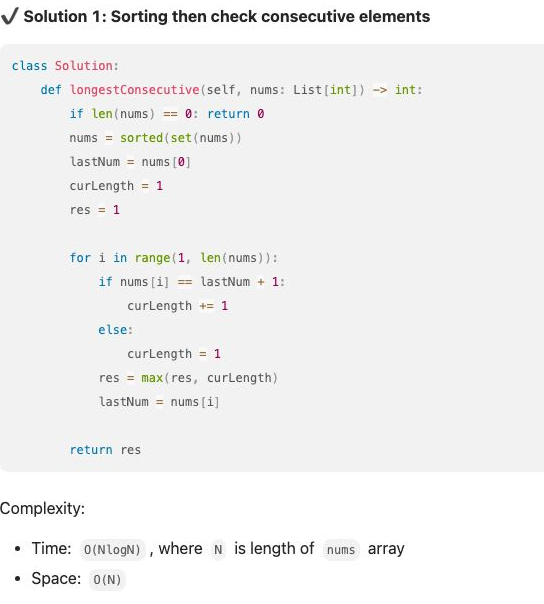 ✔ Solution 1: Sorting then check consecutive elements
class Solution:
    def longestConsecutive(self, nums: List[int]) -> int:
        if len(nums) == 0: return 0
        nums = sorted(set(nums))
        lastNum = nums[0]
        curLength = 1
        res = 1

        for i in range(1, len(nums)):
            if nums[i] == lastNum + 1:
                curLength += 1
            else:
                curLength = 1
            res = max(res, curLength)
            lastNum = nums[i]

        return res
Complexity:
• Time: O(NlogN) , where N is length of nums array
• Space: O(N)